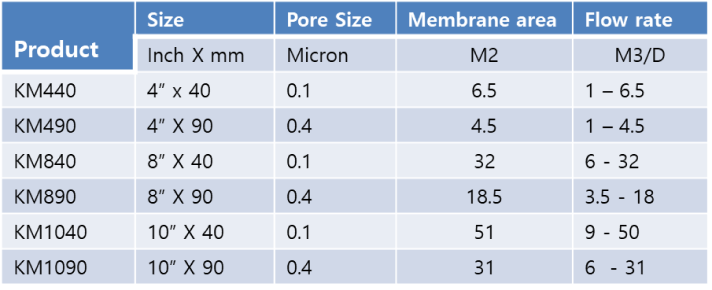 Product Size Pore Size Membrane area Flow rate
Inch X mm Micron M2 M3/D
KM440 4” x 40 0.1 6.5 1 – 6.5
KM490 4” X 90 0.4 4.5 1 – 4.5
KM840 8” X 40 0.1 32 6 - 32
KM890 8” X 90 0.4 18.5 3.5 - 18
KM1040 10” X 40 0.1 51 9 - 50
KM1090 10” X 90 0.4 31 6 - 31